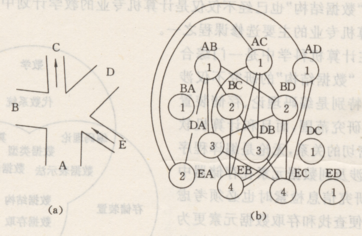 C
D
B
E
A
(a)
AB AC AD
1 1 1
BA BC BD
1 2 2
DA DB DC
3 3 1
EA EB EC ED
2 4 4 1
(b)